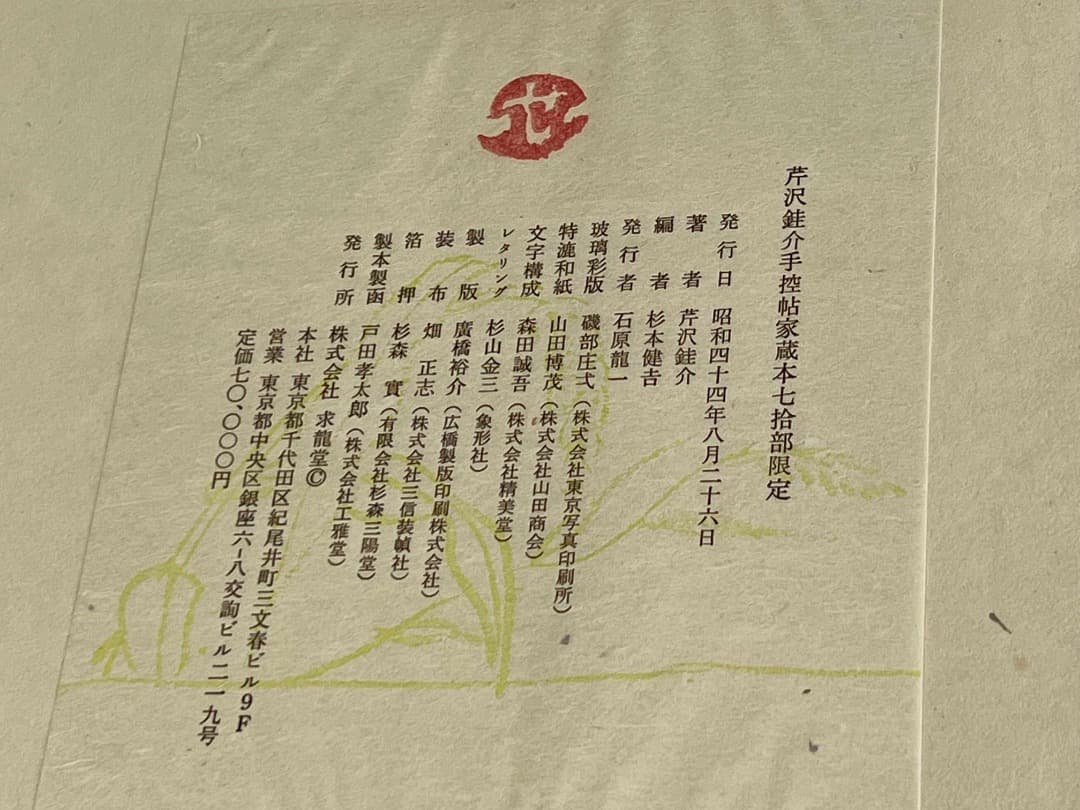 せ
芹沢銈介手控帖家蔵本七拾部限定
発行日 昭和四十四年八月二十六日
著者 芹沢銈介
編者 杉本健吉
発行者 石原龍一
玻璃彩版 磯部庄弍(株式会社東京写真印刷所)
特漉和紙 山田博茂(株式会社山田商会)
文字構成 森田誠吾(株式会社精美堂)
レタリング 杉山金三(象形社)
製版 廣橋裕介(広橋製版印刷株式会社)
装布 畑正志(株式会社三信装幀社)
箔押 杉森實(有限会社杉森三陽堂)
製本製函 戸田孝太郎(株式会社工雅堂)
発行所 株式会社 求龍堂©
本社 東京都千代田区紀尾井町三文春ビル9F
営業 東京都中央区銀座六-八交詢ビル二一九号
定価七〇、〇〇〇円